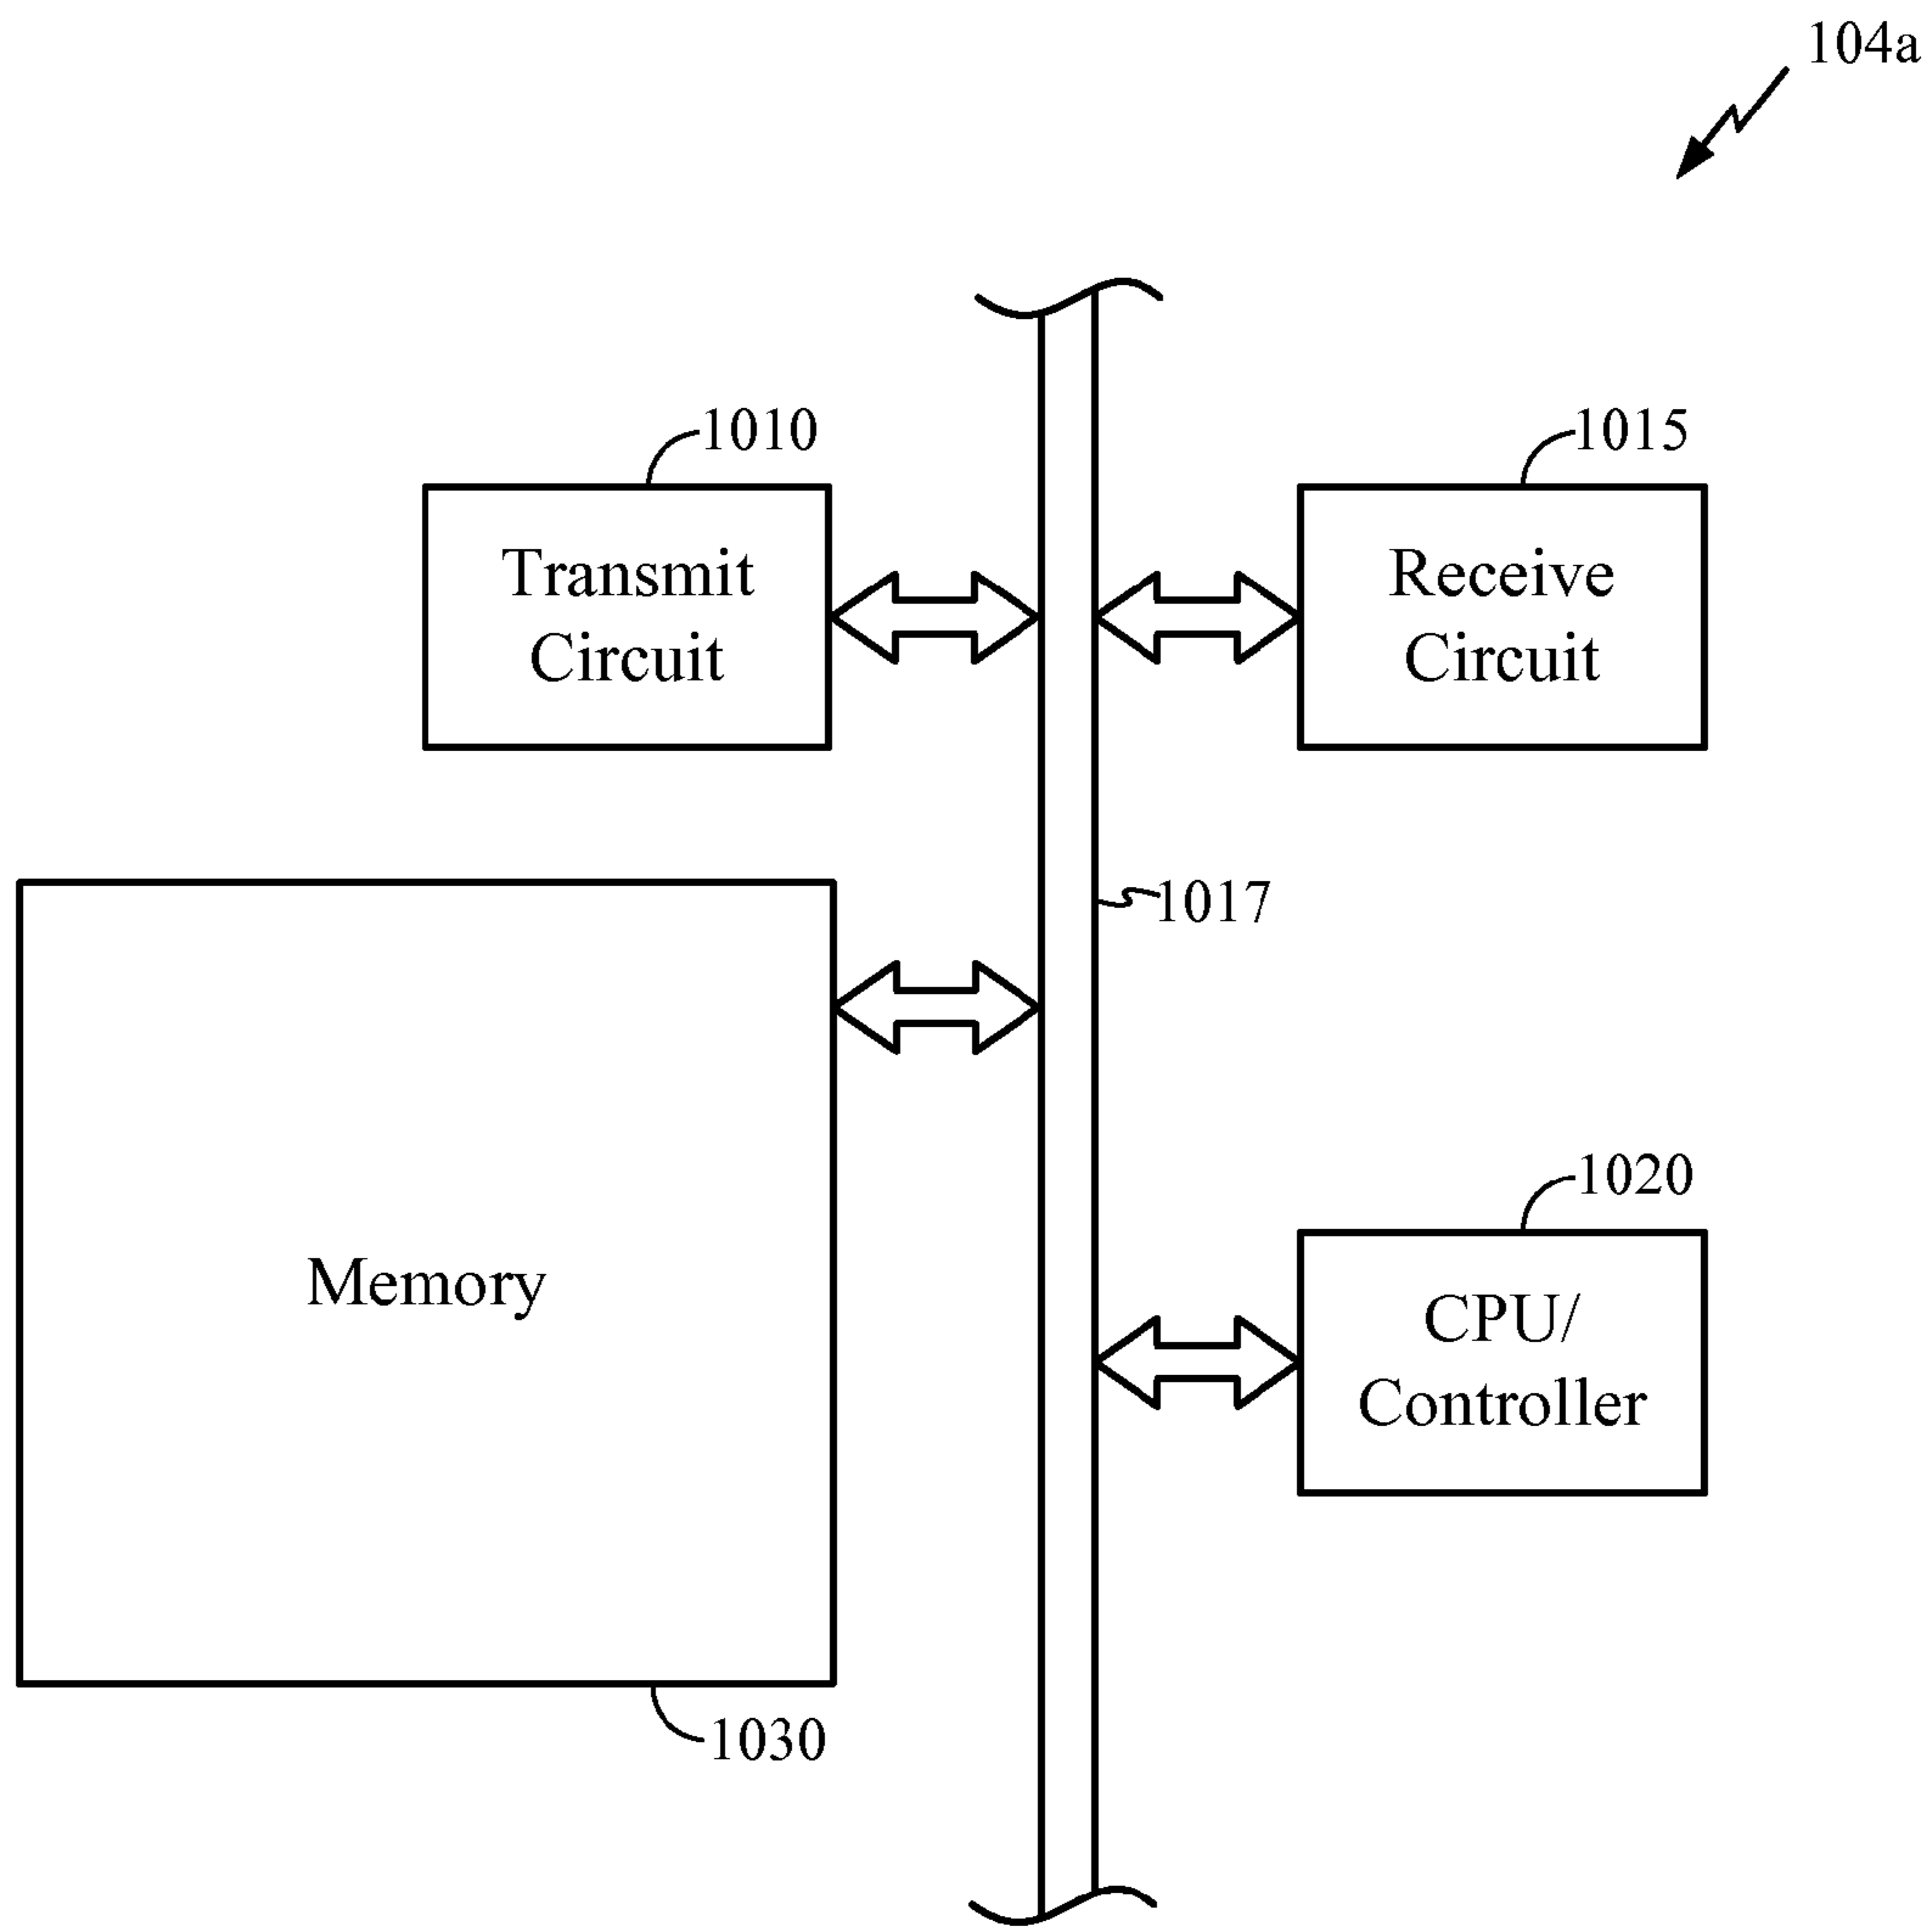 104a
1010
1015
Transmit
Circuit
Receive
Circuit
1017
1020
Memory
CPU/
Controller
1030